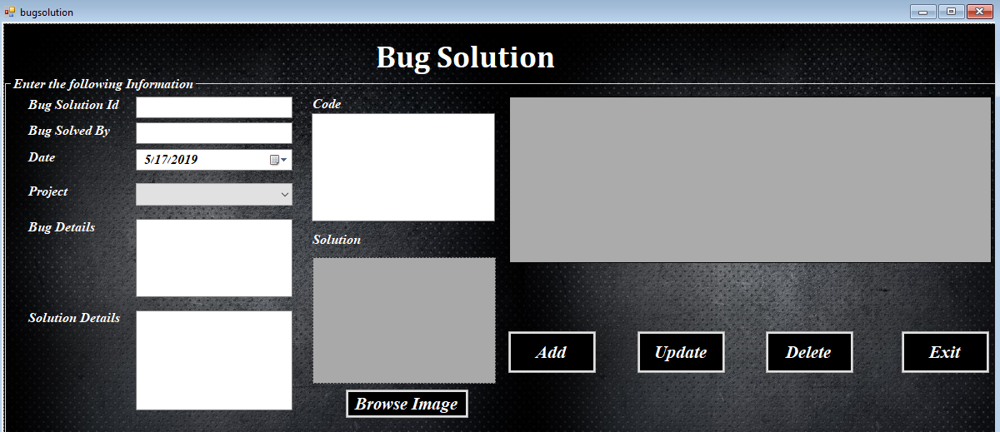 bugsolution
Bug Solution
Enter the following Information
Bug Solution Id
Bug Solved By
Date
5/17/2019
Project
Bug Details
Solution Details
Code
Solution
Browse Image
Add
Update
Delete
Exit